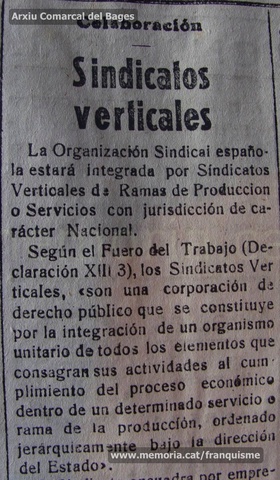 Arxiu Comarcal del Bages
Colaboración
Sindicatos
verticales
La Organización Sindical españo-
la estará integrada por Sindicatos
Verticales de Ramas de Produccion
o Servicios con jurisdicción de ca-
rácter Nacional.
Según el Fuero del Trabajo (De-
claración XIII 3), los Sindicatos Ver
ticales, «son una corporación de
derecho público que se constituye
por la integración de un organismo
unitario de todos los elementos que
consagran sus actividades al cum-
plimiento del proceso económico
dentro de un determinado servicio o
rama de la producción, ordenado
jerárquicamente bajo la dirección
del Estado».
www.memoria.cat/franquisme